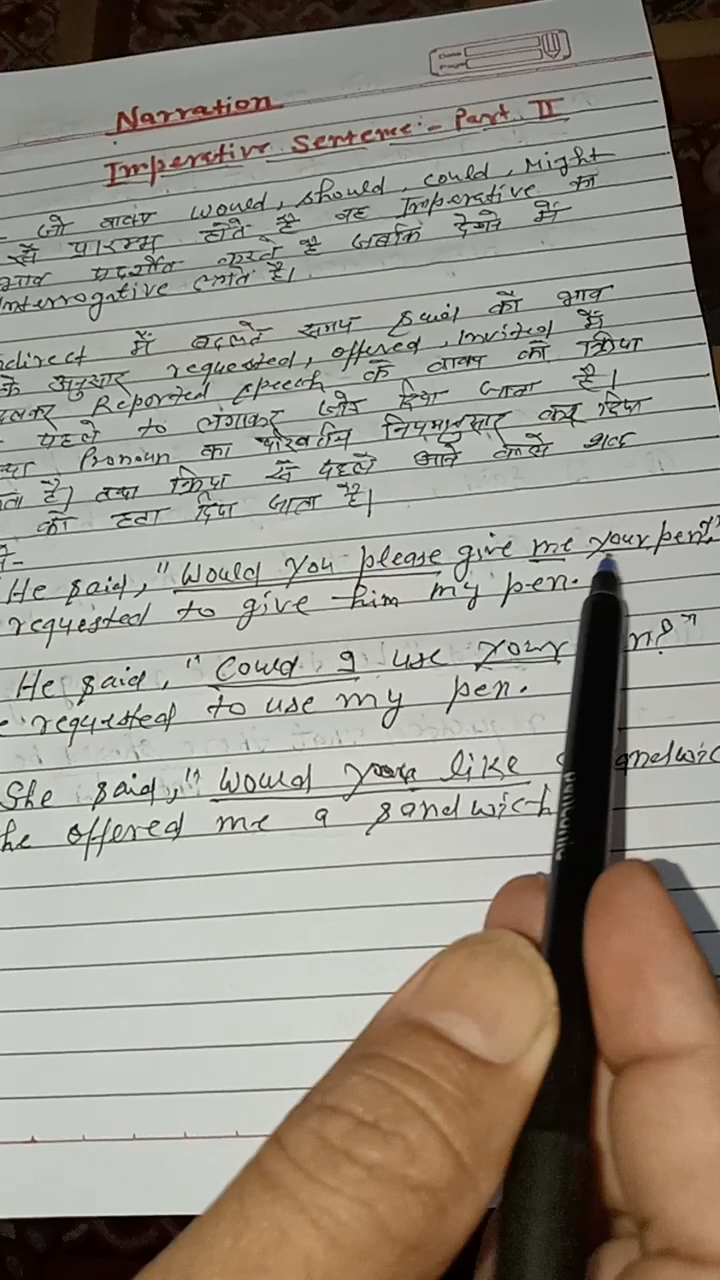 Narration
Imperative Sentence:- Part II
जो वाक्य would, should, could, might
से प्रारम्भ होते है वह Imperative का
भाव प्रदर्शित करते है जबकि देखने में
Interrogative लगते है।
direct में बदलते समय said को भाव
के अनुसार requested, offered, invited में
बदलकर Reported speech के वाक्य की क्रिया
पहले to लगाकर जोड़ दिया जाता है।
Pronoun का परिवर्तन नियमानुसार कर दिया
है। तथा क्रिया से पहले आने वाले शब्द
को हटा दिया जाता है।
He said, "Would you please give me your pen?"
requested to give him my pen.
He said, "Could I use your
requested to use my pen.
She said, "Would you like
he offered me a sandwich